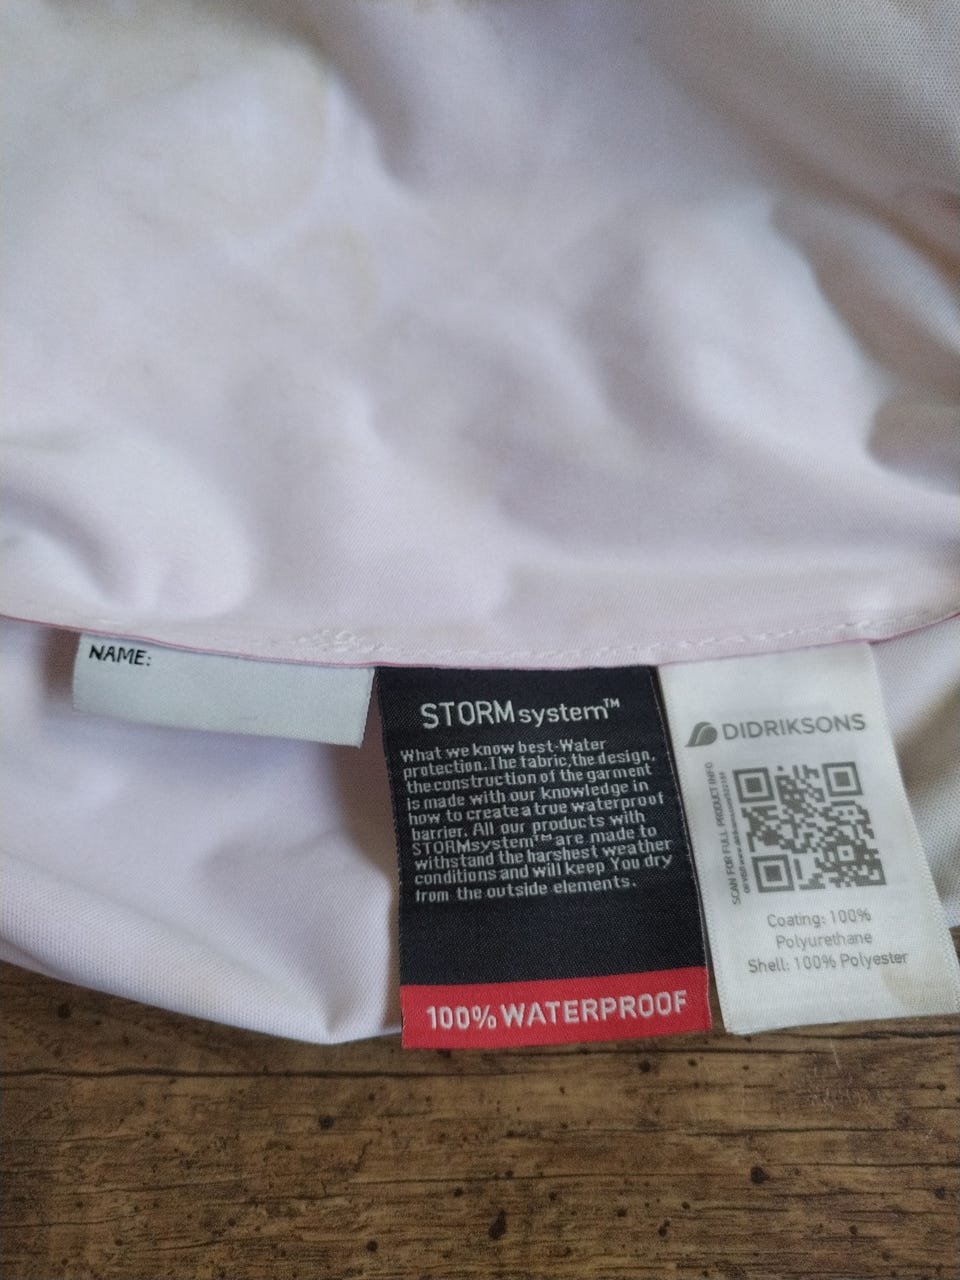 NAME:
STORMsystem™
What we know best-Water
protection.The fabric,the design,
the construction of the garment
is made with our knowledge in
how to create a true waterproof
barrier. All our products with
STORMsystem™ are made to
withstand the harshest weather
conditions and will keep You dry
from the outside elements.
100% WATERPROOF
DIDRIKSONS
SCAN FOR FULL PRODUCT INFO
Coating: 100%
Polyurethane
Shell: 100% Polyester